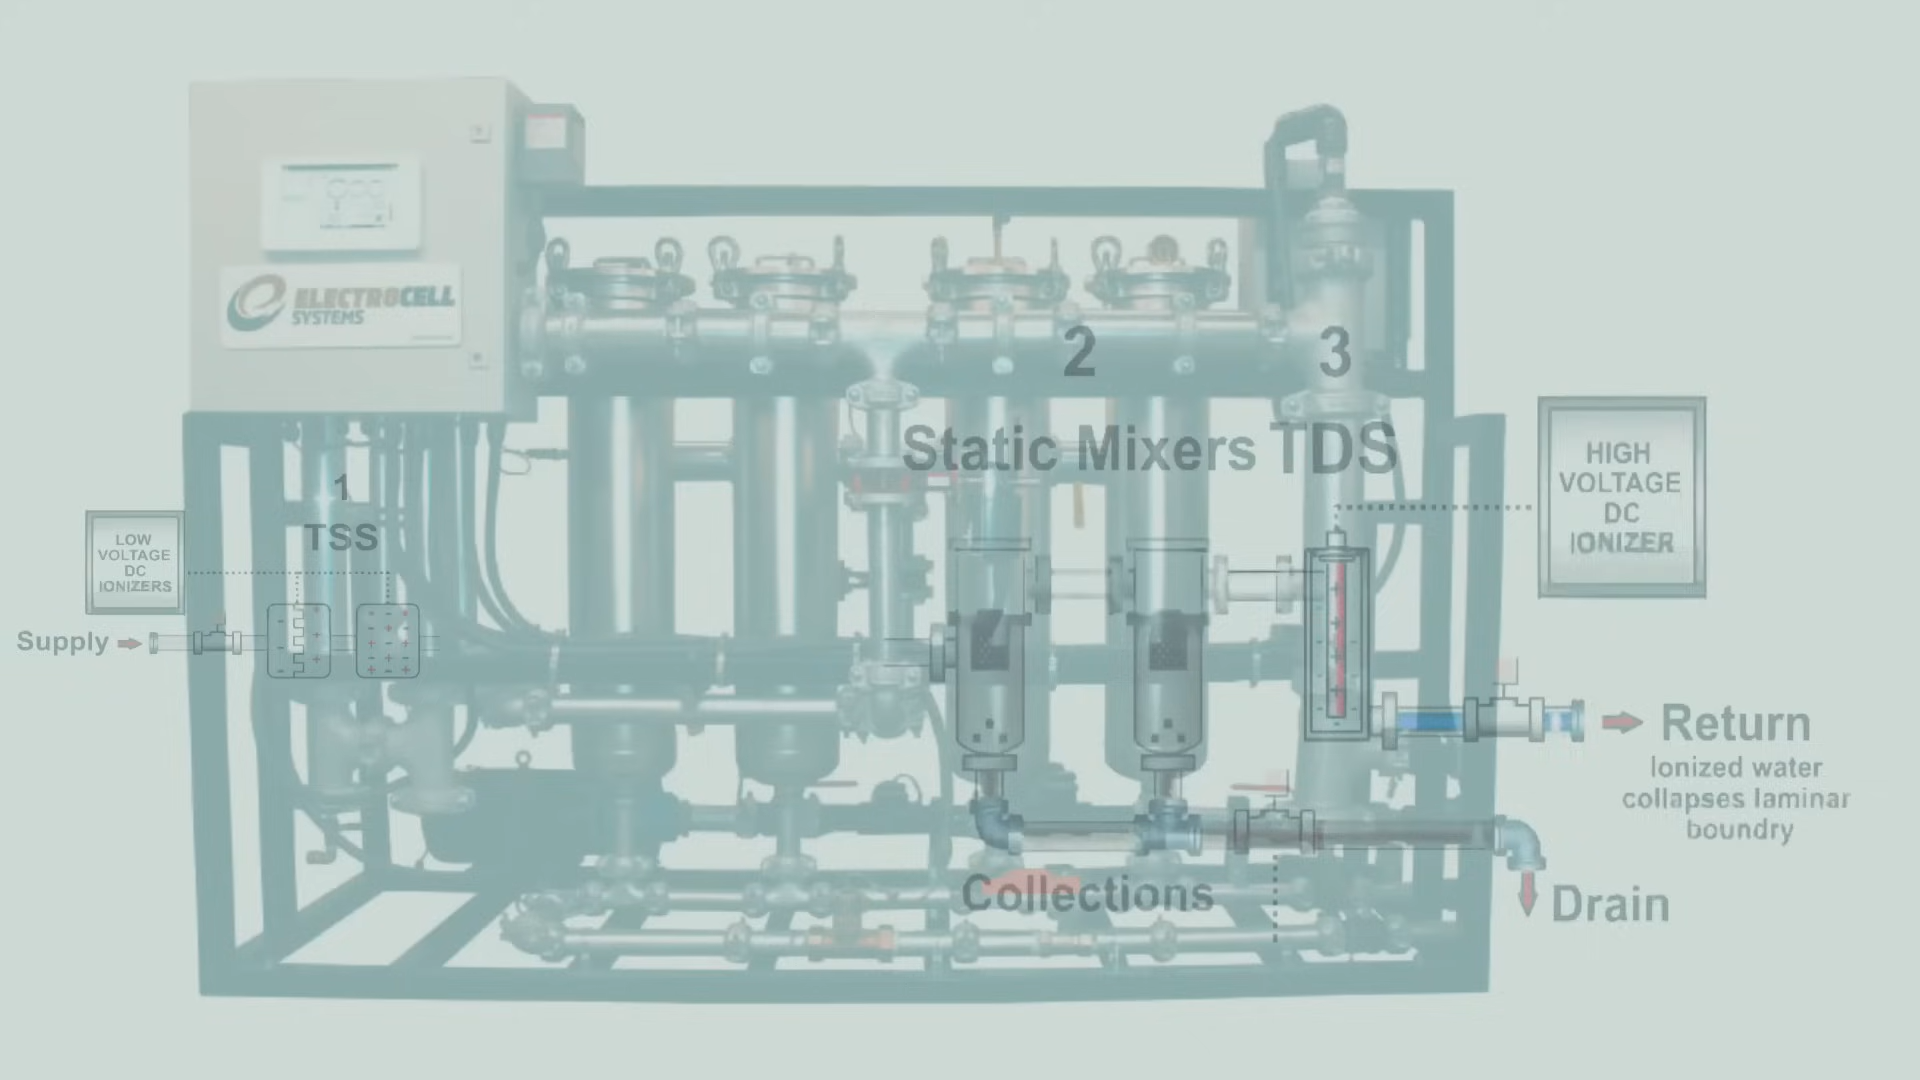 ELECTROCELL
SYSTEMS
2
3
Static Mixers TDS
HIGH
VOLTAGE
DC
IONIZER
1
TSS
LOW
VOLTAGE
DC
IONIZERS
Supply
Return
Ionized water
collapses laminar
boundry
Collections
Drain